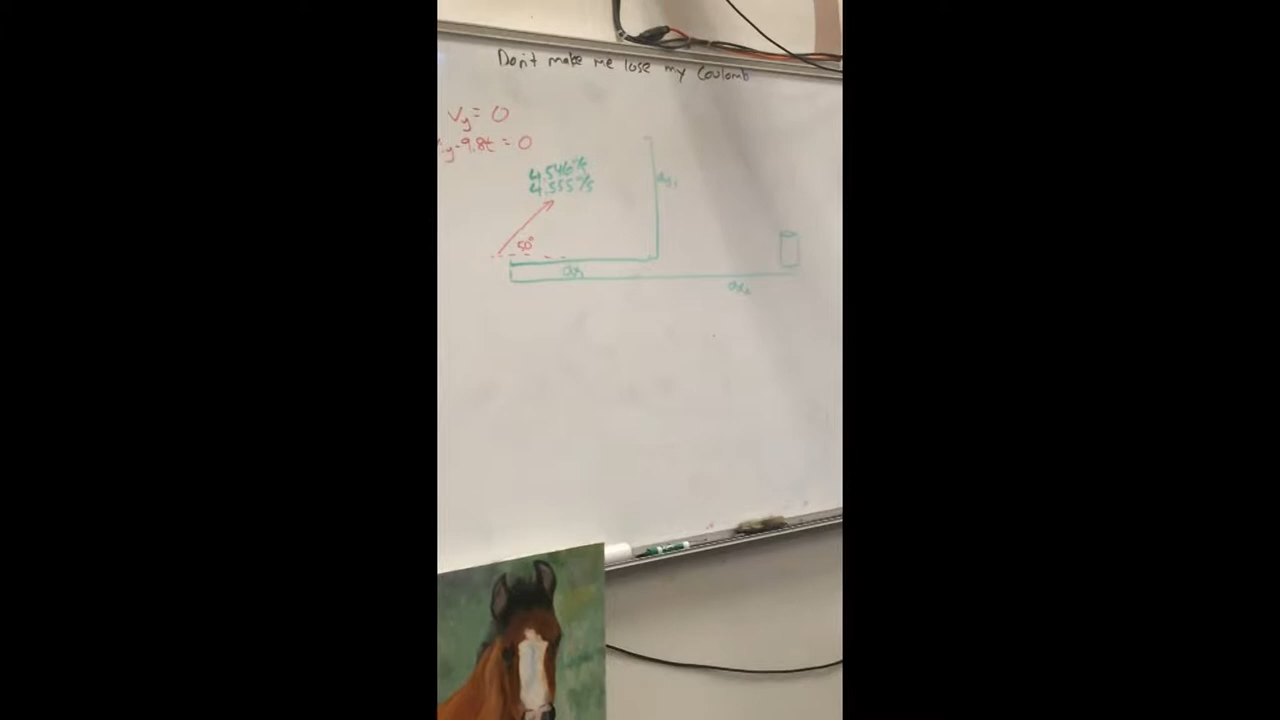 Don't make me lose my Coulomb
Vy = 0
y-9.8t = 0
4.546 m/s
4.555 m/s
50°